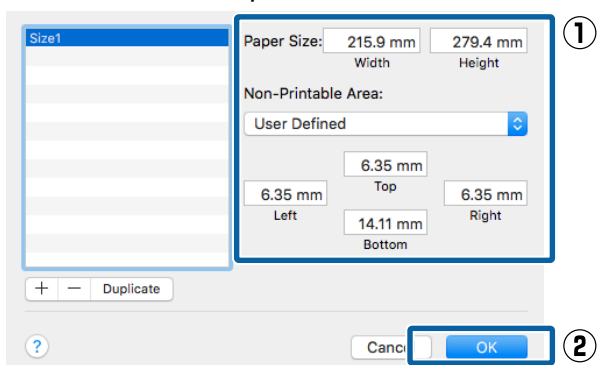 Size1
Paper Size: 215.9 mm 279.4 mm
Width Height
Non-Printable Area:
User Defined
6.35 mm
Top
6.35 mm 6.35 mm
Left Right
14.11 mm
Bottom
+ − Duplicate
? Canc OK
1
2